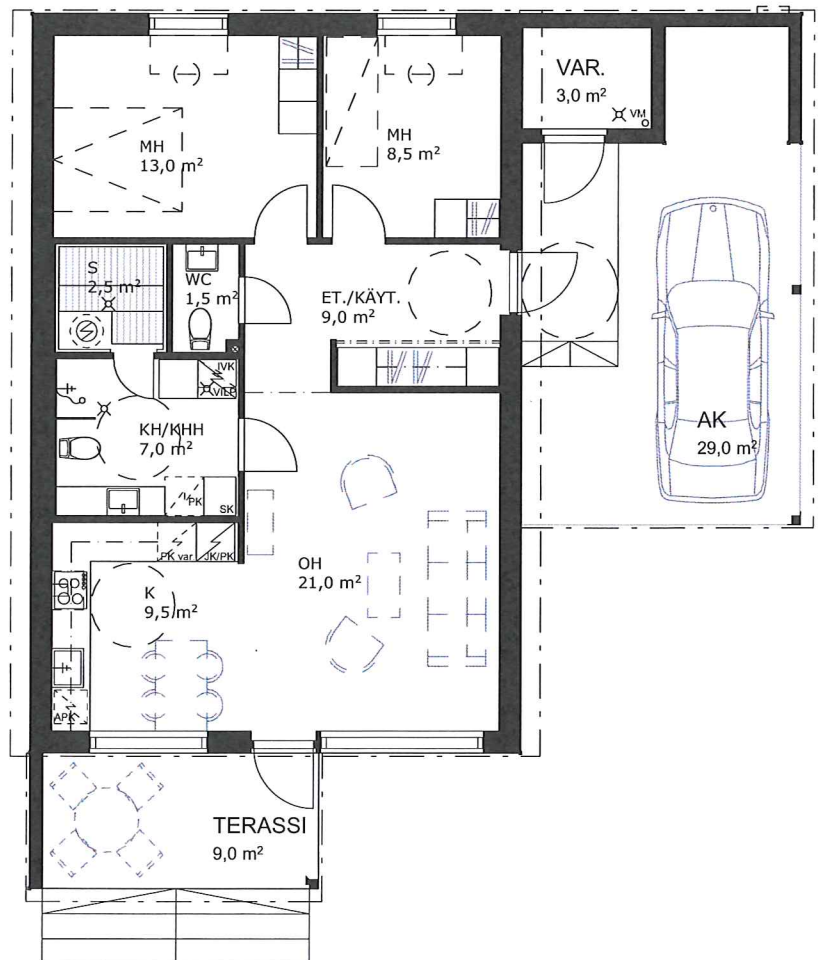 VAR.
3,0 m²
VM
MH
13,0 m²
MH
8,5 m²
S
2,5 m²
WC
1,5 m²
ET./KÄYT.
9,0 m²
IVK
VILP
KH/KHH
7,0 m²
PK
SK
AK
29,0 m²
PK var
JK/PK
OH
21,0 m²
K
9,5 m²
APK
TERASSI
9,0 m²